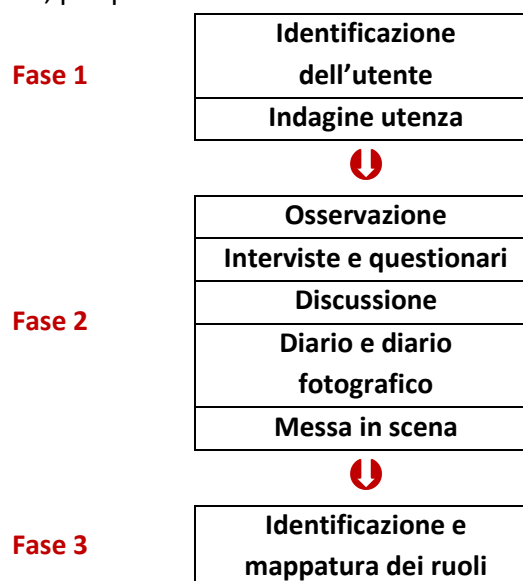 Identificazione
Fase 1
dell’utente
Indagine utenza
Osservazione
Interviste e questionari
Discussione
Fase 2
Diario e diario
fotografico
Messa in scena
Identificazione e
Fase 3
mappatura dei ruoli